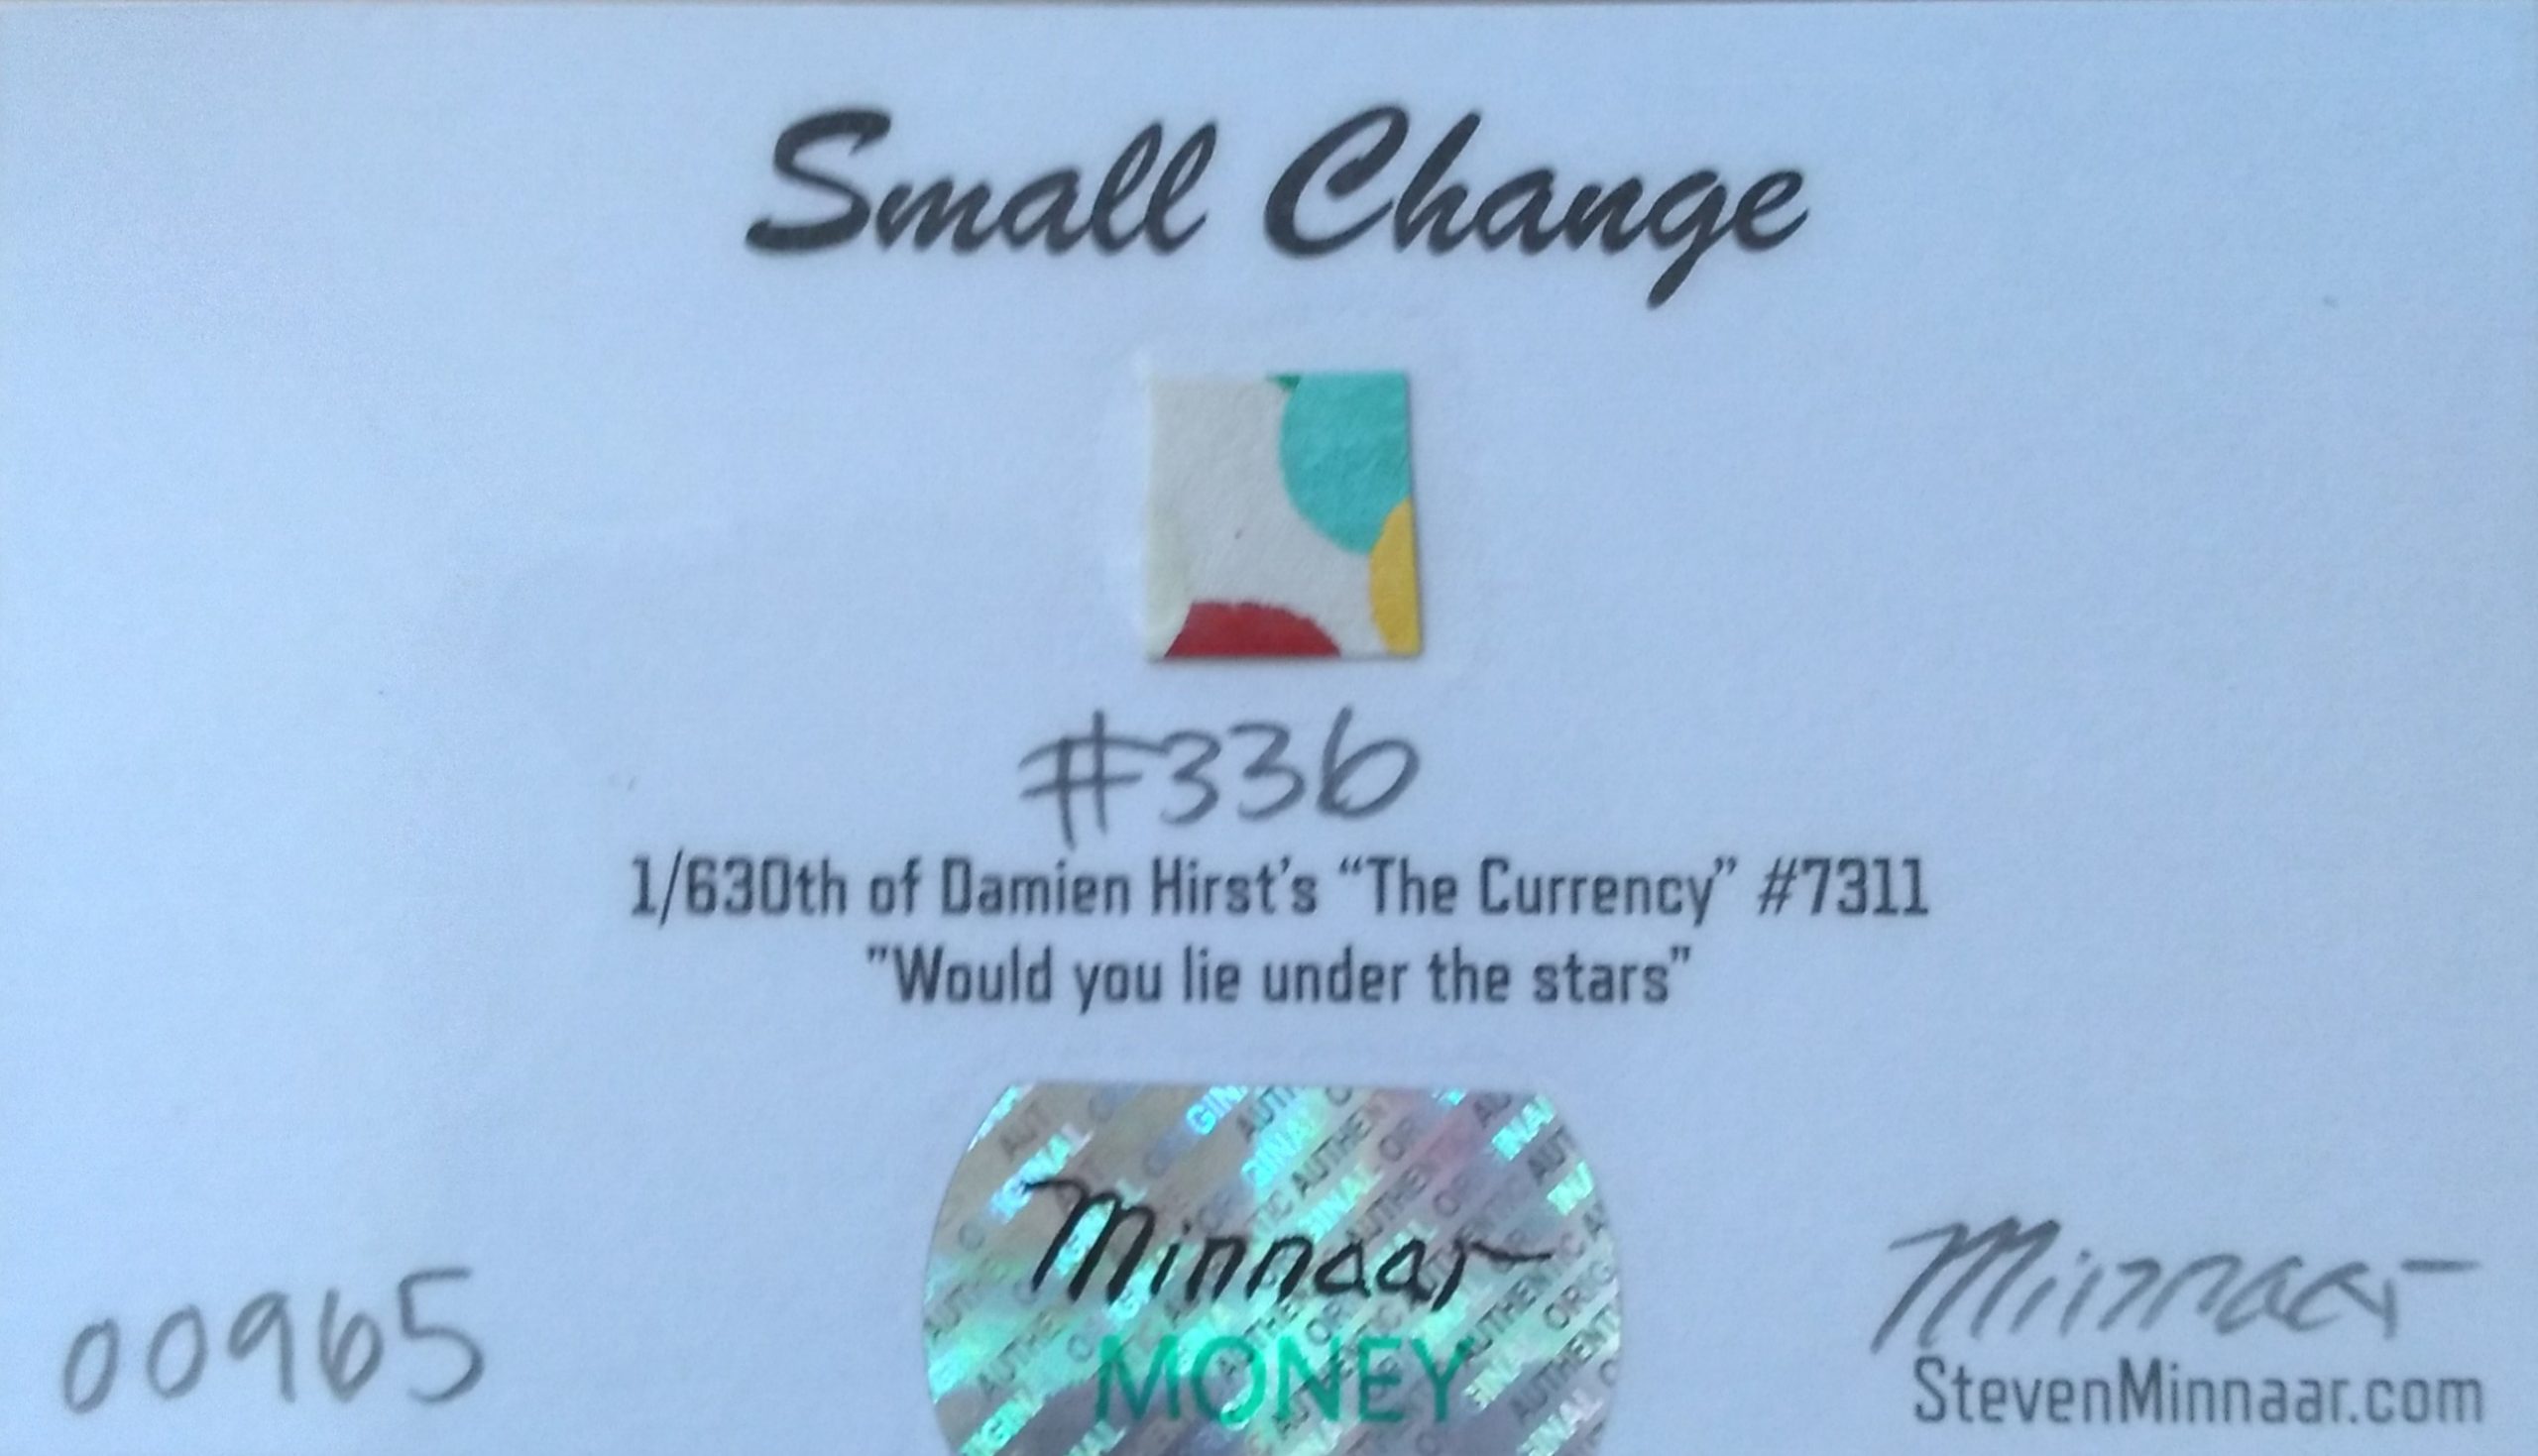 Small Change
#336
1/630th of Damien Hirst's “The Currency” #7311
"Would you lie under the stars”
Minnaar
MONEY
00965
Minnaar
StevenMinnaar.com